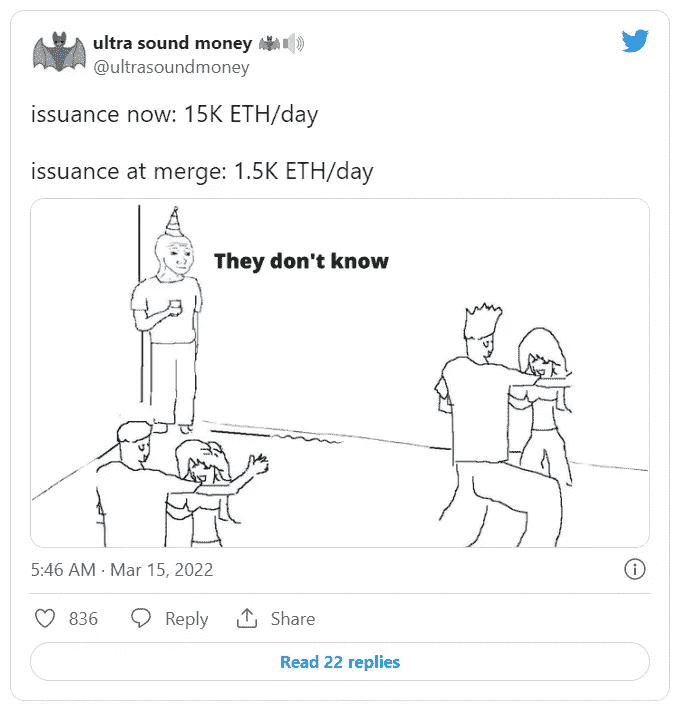 ultra sound money 🦇🔊
@ultrasoundmoney
issuance now: 15K ETH/day
issuance at merge: 1.5K ETH/day
They don't know
5:46 AM · Mar 15, 2022
836 Reply Share
Read 22 replies